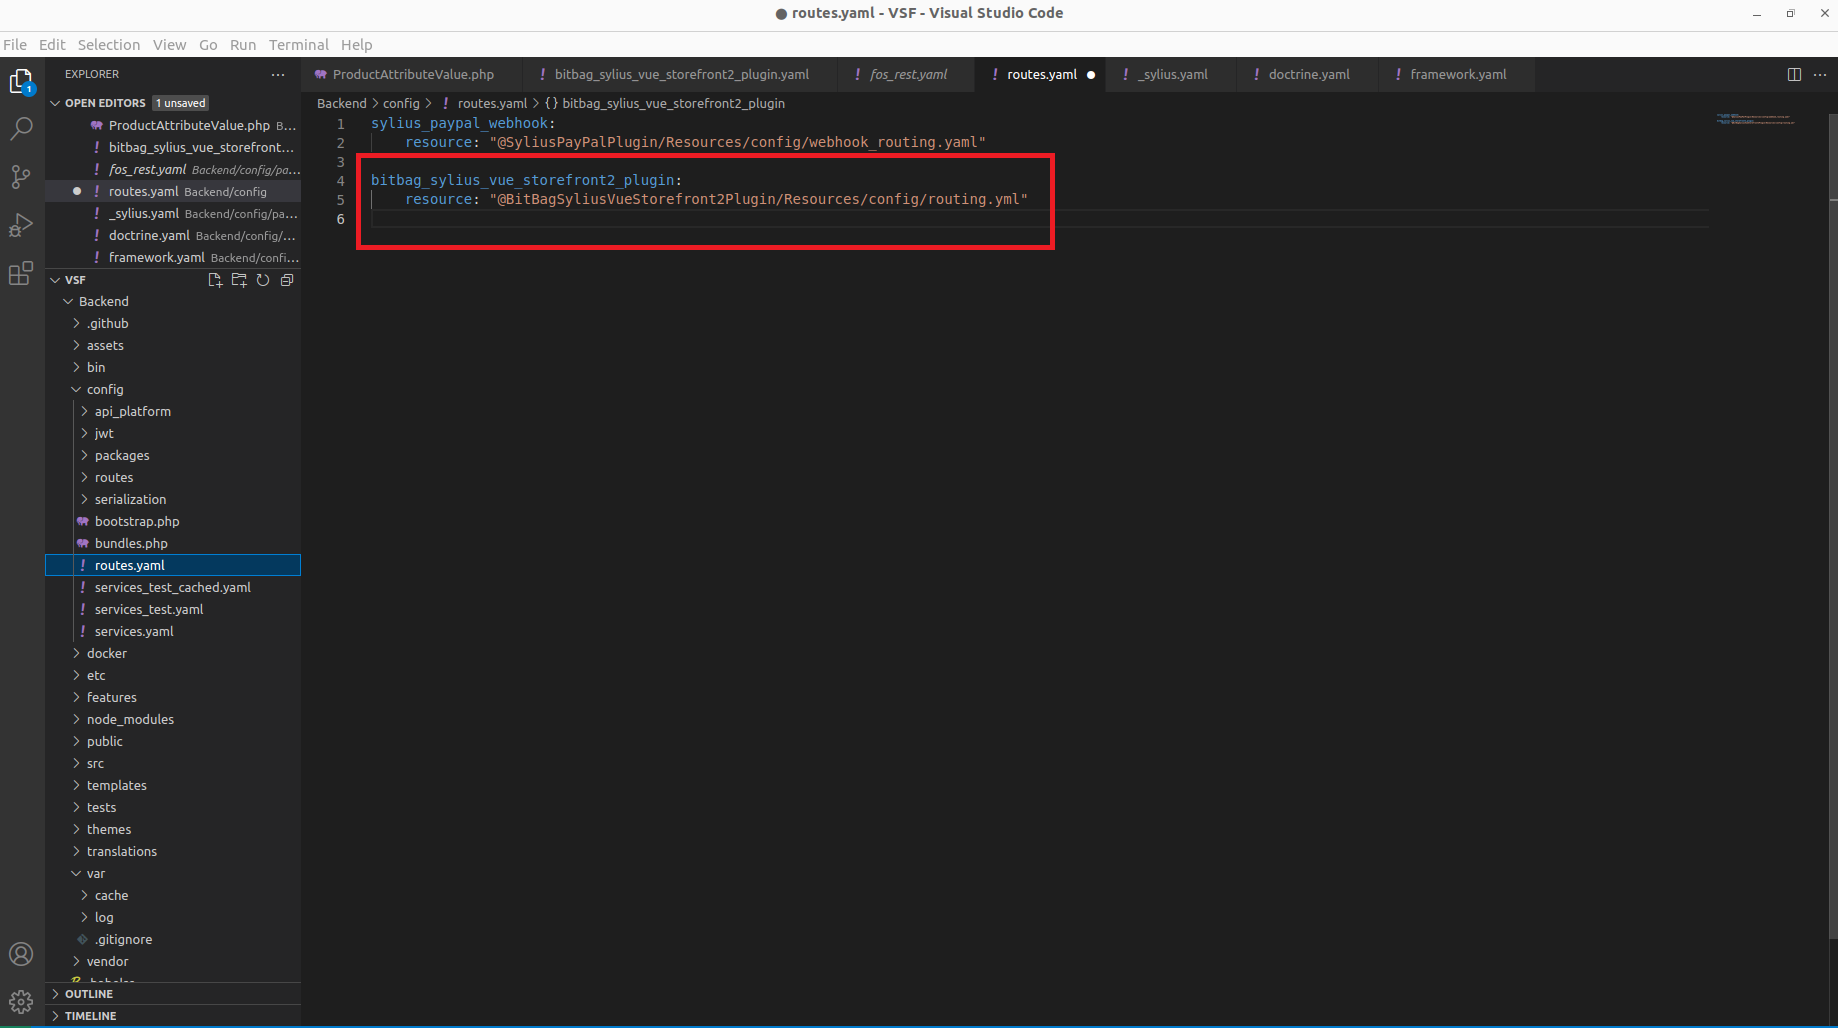 routes.yaml - VSF - Visual Studio Code
File Edit Selection View Go Run Terminal Help
EXPLORER
OPEN EDITORS 1 unsaved
ProductAttributeValue.php B...
bitbag_sylius_vue_storefront...
fos_rest.yaml Backend/config/pa...
routes.yaml Backend/config
_sylius.yaml Backend/config/pa...
doctrine.yaml Backend/config/...
framework.yaml Backend/confi...
VSF
Backend
.github
assets
bin
config
api_platform
jwt
packages
routes
serialization
bootstrap.php
bundles.php
routes.yaml
services_test_cached.yaml
services_test.yaml
services.yaml
docker
etc
features
node_modules
public
src
templates
tests
themes
translations
var
cache
log
.gitignore
vendor
OUTLINE
TIMELINE
1
ProductAttributeValue.php bitbag_sylius_vue_storefront2_plugin.yaml fos_rest.yaml routes.yaml _sylius.yaml doctrine.yaml framework.yaml
Backend > config > ! routes.yaml > {} bitbag_sylius_vue_storefront2_plugin
1 sylius_paypal_webhook:
2 resource: "@SyliusPayPalPlugin/Resources/config/webhook_routing.yaml"
3
4 bitbag_sylius_vue_storefront2_plugin:
5 resource: "@BitBagSyliusVueStorefront2Plugin/Resources/config/routing.yml"
6